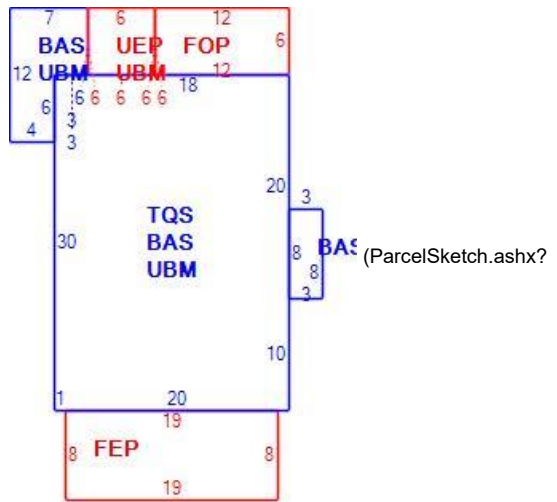 7 6 12
BAS UEP FOP 6
12 UBM UBM 12
6 6 6 6 6 6 18
6
3
4 3
20 3
TQS
30 BAS 8 BAS (ParcelSketch.ashx?
UBM 8
3
10
1 20
19
8 FEP 8
19